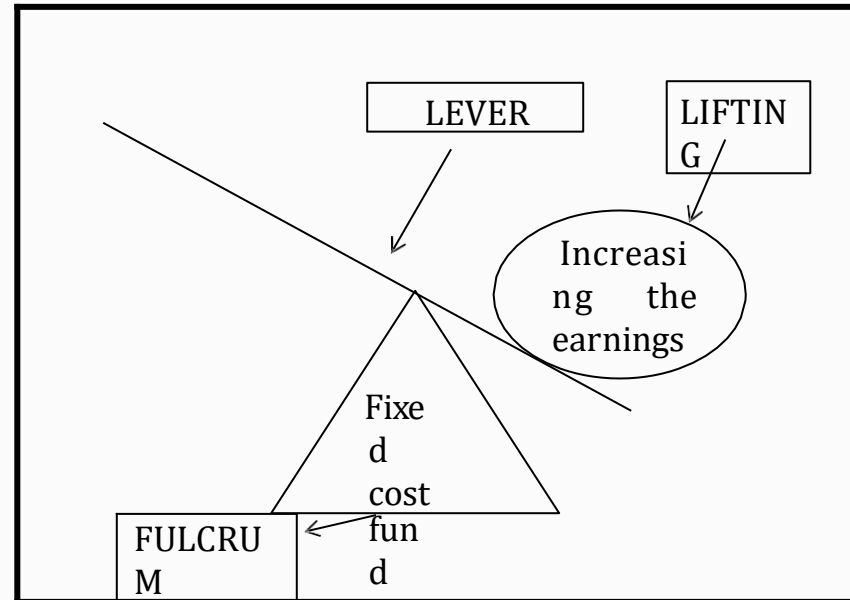 LEVER
LIFTIN
G
Increasi
ng the
earnings
Fixe
d
cost
fun
d
FULCRU
M